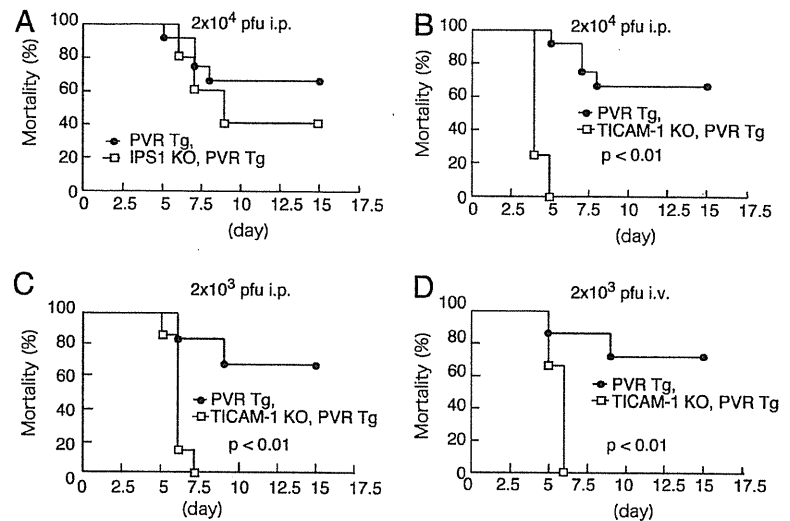 A
2x10⁴ pfu i.p.
Mortality (%)
100
80
60
40
20
0
PVR Tg,
IPS1 KO, PVR Tg
0 2.5 5 7.5 10 12.5 15 17.5
(day)
B
2x10⁴ pfu i.p.
Mortality (%)
100
80
60
40
20
0
PVR Tg,
TICAM-1 KO, PVR Tg
p < 0.01
0 2.5 5 7.5 10 12.5 15 17.5
(day)
C
2x10³ pfu i.p.
Mortality (%)
100
80
60
40
20
0
PVR Tg,
TICAM-1 KO, PVR Tg
p < 0.01
0 2.5 5 7.5 10 12.5 15 17.5
(day)
D
2x10³ pfu i.v.
Mortality (%)
100
80
60
40
20
0
PVR Tg,
TICAM-1 KO, PVR Tg
p < 0.01
0 2.5 5 7.5 10 12.5 15 17.5
(day)